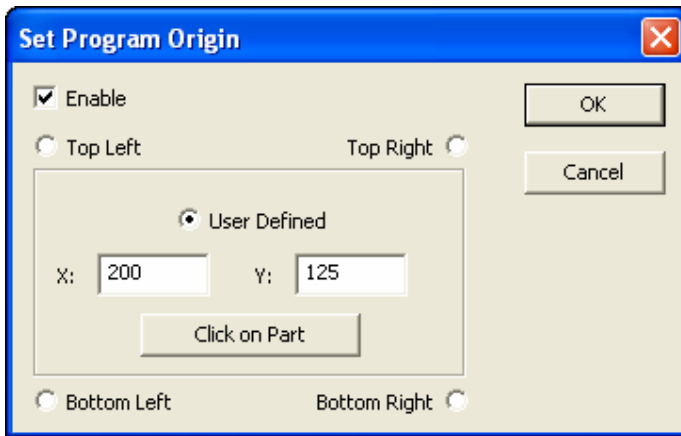 Set Program Origin
Enable
OK
Top Left Top Right
Cancel
User Defined
X: 200 Y: 125
Click on Part
Bottom Left Bottom Right